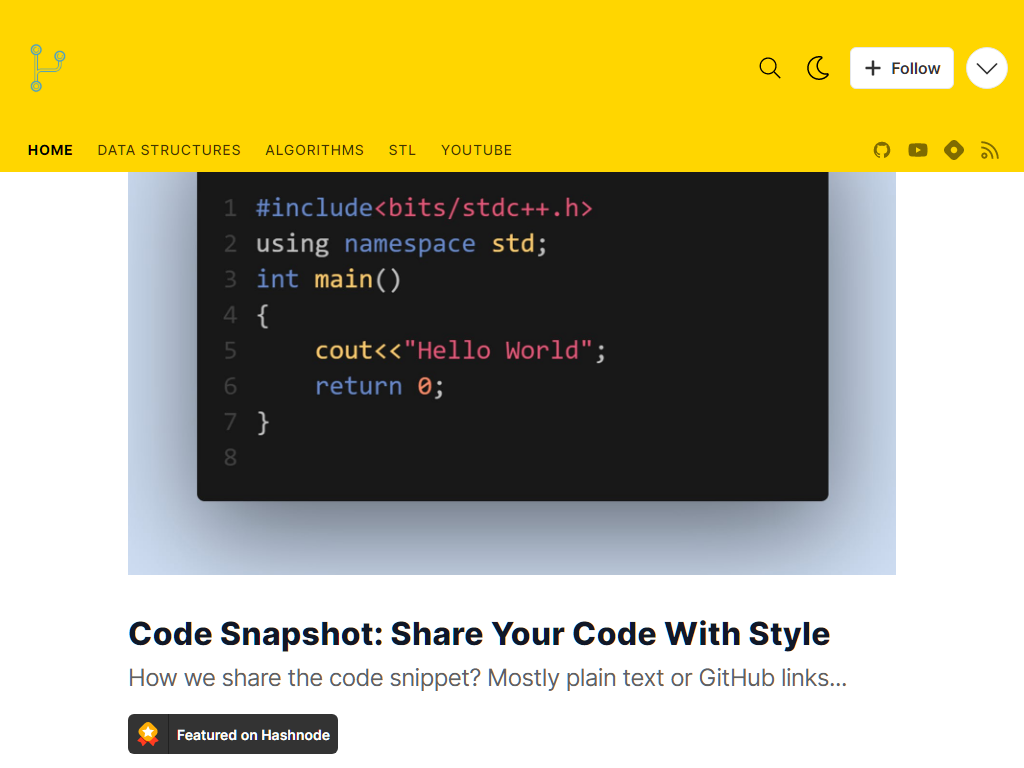 Follow
HOME DATA STRUCTURES ALGORITHMS STL YOUTUBE
1 #include<bits/stdc++.h>
2 using namespace std;
3 int main()
4 {
5 cout<<"Hello World";
6 return 0;
7 }
8
Code Snapshot: Share Your Code With Style
How we share the code snippet? Mostly plain text or GitHub links...
Featured on Hashnode